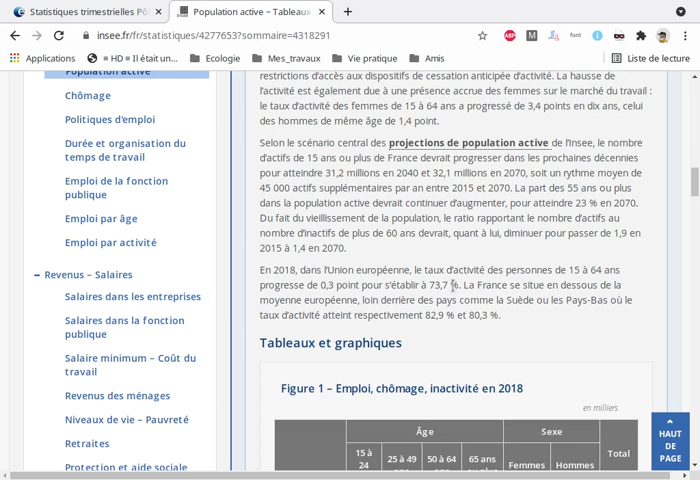 Statistiques trimestrielles Pô
Population active – Tableau
insee.fr/fr/statistiques/4277653?sommaire=4318291
ABP
font
Applications
= HD = Il était un...
Ecologie
Mes_travaux
Vie pratique
Amis
Liste de lecture
Population active
Chômage
Politiques d'emploi
Durée et organisation du
temps de travail
Emploi de la fonction
publique
Emploi par âge
Emploi par activité
Revenus – Salaires
Salaires dans les entreprises
Salaires dans la fonction
publique
Salaire minimum – Coût du
travail
Revenus des ménages
Niveaux de vie – Pauvreté
Retraites
Protection et aide sociale
restrictions d’accès aux dispositifs de cessation anticipée d’activité. La hausse de
l’activité est également due à une présence accrue des femmes sur le marché du travail :
le taux d’activité des femmes de 15 à 64 ans a progressé de 3,4 points en dix ans, celui
des hommes de même âge de 1,4 point.
Selon le scénario central des projections de population active de l’Insee, le nombre
d’actifs de 15 ans ou plus de France devrait progresser dans les prochaines décennies
pour atteindre 31,2 millions en 2040 et 32,1 millions en 2070, soit un rythme moyen de
45 000 actifs supplémentaires par an entre 2015 et 2070. La part des 55 ans ou plus
dans la population active devrait continuer d’augmenter, pour atteindre 23 % en 2070.
Du fait du vieillissement de la population, le ratio rapportant le nombre d’actifs au
nombre d’inactifs de plus de 60 ans devrait, quant à lui, diminuer pour passer de 1,9 en
2015 à 1,4 en 2070.
En 2018, dans l’Union européenne, le taux d’activité des personnes de 15 à 64 ans
progresse de 0,3 point pour s’établir à 73,7 %. La France se situe en dessous de la
moyenne européenne, loin derrière des pays comme la Suède ou les Pays-Bas où le
taux d’activité atteint respectivement 82,9 % et 80,3 %.
Tableaux et graphiques
Figure 1 – Emploi, chômage, inactivité en 2018
en milliers
Âge
Sexe
Total
15 à
24
25 à 49
50 à 64
65 ans
Femmes
Hommes
HAUT
DE
PAGE